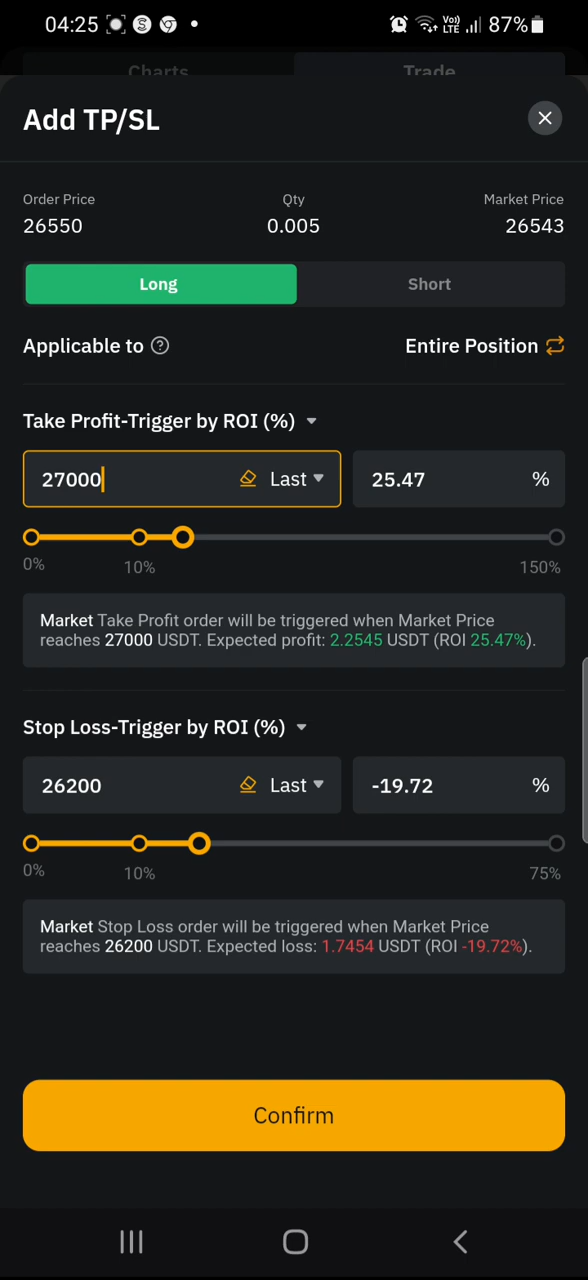 04:25 S Vo)) LTE 87%
Charts Trade
Add TP/SL
Order Price Qty Market Price
26550 0.005 26543
Long Short
Applicable to ? Entire Position
Take Profit-Trigger by ROI (%)
27000 Last 25.47 %
0% 10% 150%
Market Take Profit order will be triggered when Market Price
reaches 27000 USDT. Expected profit: 2.2545 USDT (ROI 25.47%).
Stop Loss-Trigger by ROI (%)
26200 Last -19.72 %
0% 10% 75%
Market Stop Loss order will be triggered when Market Price
reaches 26200 USDT. Expected loss: 1.7454 USDT (ROI -19.72%).
Confirm